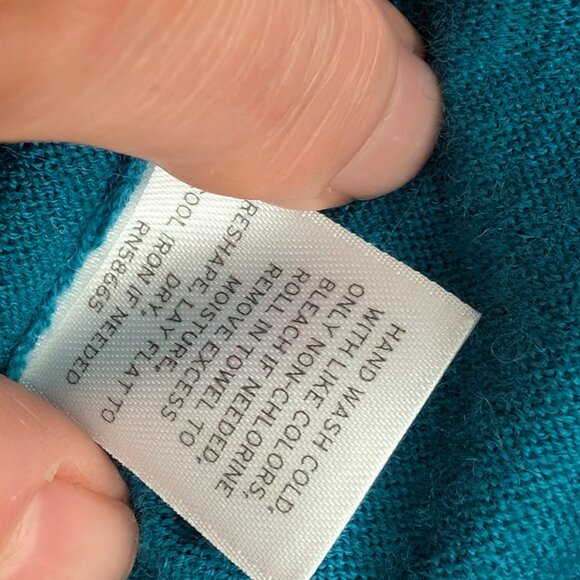 HAND WASH COLD,
WITH LIKE COLORS,
ONLY NON-CHLORINE
BLEACH IF NEEDED,
ROLL IN TOWEL TO
REMOVE EXCESS
MOISTURE,
RESHAPE, LAY FLAT TO
DRY,
IRON IF NEEDED
RN58665